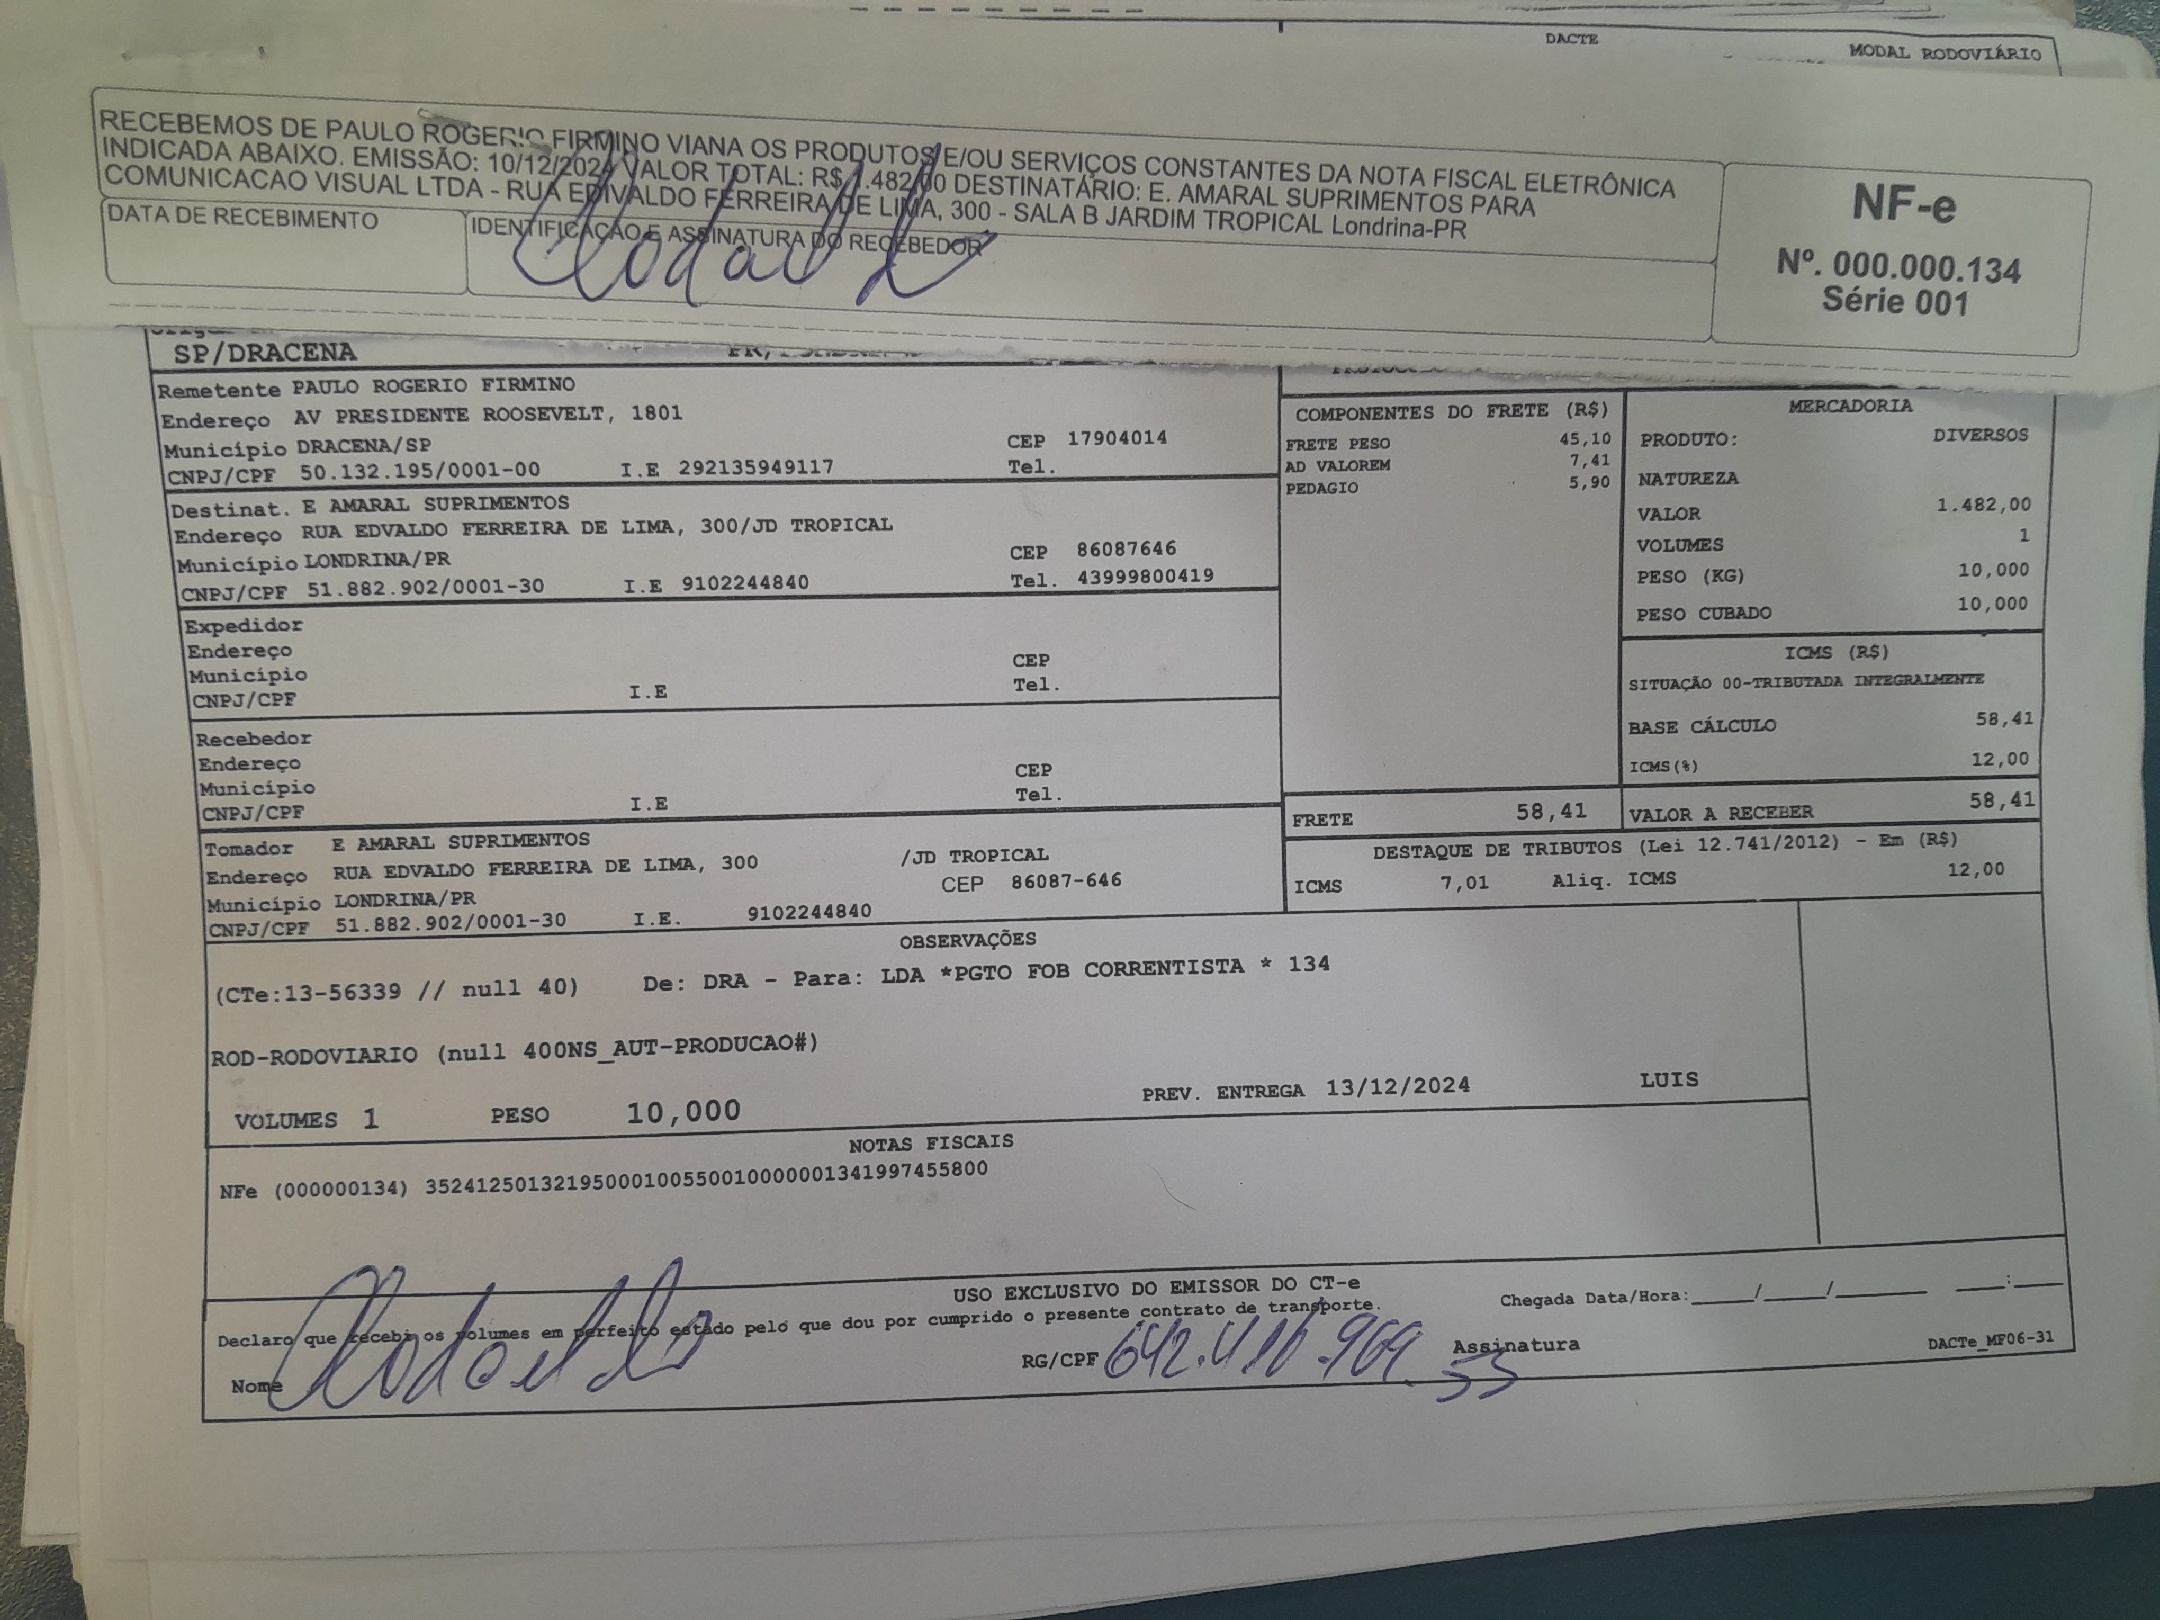 DACTE
MODAL RODOVIÁRIO
RECEBEMOS DE PAULO ROGERIO FIRMINO VIANA OS PRODUTOS E/OU SERVIÇOS CONSTANTES DA NOTA FISCAL ELETRÔNICA
INDICADA ABAIXO. EMISSÃO: 10/12/2024 VALOR TOTAL: R$ 1.482,00 DESTINATÁRIO: E. AMARAL SUPRIMENTOS PARA
COMUNICACAO VISUAL LTDA - RUA EDIVALDO FERREIRA DE LIMA, 300 - SALA B JARDIM TROPICAL Londrina-PR
DATA DE RECEBIMENTO
IDENTIFICAÇÃO E ASSINATURA DO RECEBEDOR
NF-e
Nº. 000.000.134
Série 001
SP/DRACENA
Remetente PAULO ROGERIO FIRMINO
Endereço AV PRESIDENTE ROOSEVELT, 1801
Município DRACENA/SP CEP 17904014
CNPJ/CPF 50.132.195/0001-00 I.E 292135949117 Tel.
Destinat. E AMARAL SUPRIMENTOS
Endereço RUA EDVALDO FERREIRA DE LIMA, 300/JD TROPICAL
Município LONDRINA/PR CEP 86087646
CNPJ/CPF 51.882.902/0001-30 I.E 9102244840 Tel. 43999800419
Expedidor
Endereço
Município CEP
CNPJ/CPF I.E Tel.
Recebedor
Endereço
Município CEP
CNPJ/CPF I.E Tel.
Tomador E AMARAL SUPRIMENTOS
Endereço RUA EDVALDO FERREIRA DE LIMA, 300 /JD TROPICAL
Município LONDRINA/PR CEP 86087-646
CNPJ/CPF 51.882.902/0001-30 I.E. 9102244840
COMPONENTES DO FRETE (R$)
FRETE PESO 45,10
AD VALOREM 7,41
PEDAGIO 5,90
FRETE 58,41
MERCADORIA
PRODUTO: DIVERSOS
NATUREZA
VALOR 1.482,00
VOLUMES 1
PESO (KG) 10,000
PESO CUBADO 10,000
ICMS (R$)
SITUAÇÃO 00-TRIBUTADA INTEGRALMENTE
BASE CÁLCULO 58,41
ICMS(%) 12,00
VALOR A RECEBER 58,41
DESTAQUE DE TRIBUTOS (Lei 12.741/2012) - Em (R$)
ICMS 7,01 Aliq. ICMS 12,00
OBSERVAÇÕES
(CTe:13-56339 // null 40) De: DRA - Para: LDA *PGTO FOB CORRENTISTA * 134
ROD-RODOVIARIO (null 400NS_AUT-PRODUCAO#)
VOLUMES 1 PESO 10,000 PREV. ENTREGA 13/12/2024 LUIS
NOTAS FISCAIS
NFe (000000134) 35241250132195000100550010000001341997455800
USO EXCLUSIVO DO EMISSOR DO CT-e
Declaro que recebi os volumes em perfeito estado pelo que dou por cumprido o presente contrato de transporte.
Chegada Data/Hora:____/____/______ ___:___
Nome
RG/CPF
Assinatura
DACTe_MF06-31